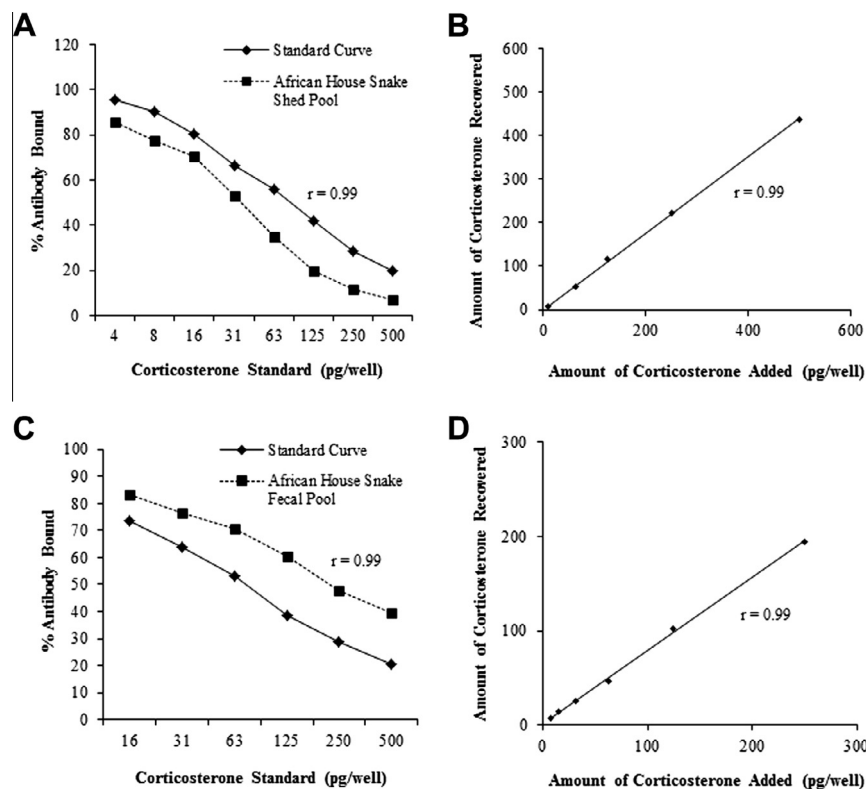 A
120
100
80
60
40
20
0
% Antibody Bound
Standard Curve
African House Snake
Shed Pool
r = 0.99
4 8 16 31 63 125 250 500
Corticosterone Standard (pg/well)
B
600
500
400
300
200
100
0
Amount of Corticosterone Recovered
r = 0.99
0 200 400 600
Amount of Corticosterone Added (pg/well)
C
100
90
80
70
60
50
40
30
20
10
0
% Antibody Bound
Standard Curve
African House Snake
Fecal Pool
r = 0.99
16 31 63 125 250 500
Corticosterone Standard (pg/well)
D
300
200
100
0
Amount of Corticosterone Recovered
r = 0.99
0 100 200 300
Amount of Corticosterone Added (pg/well)